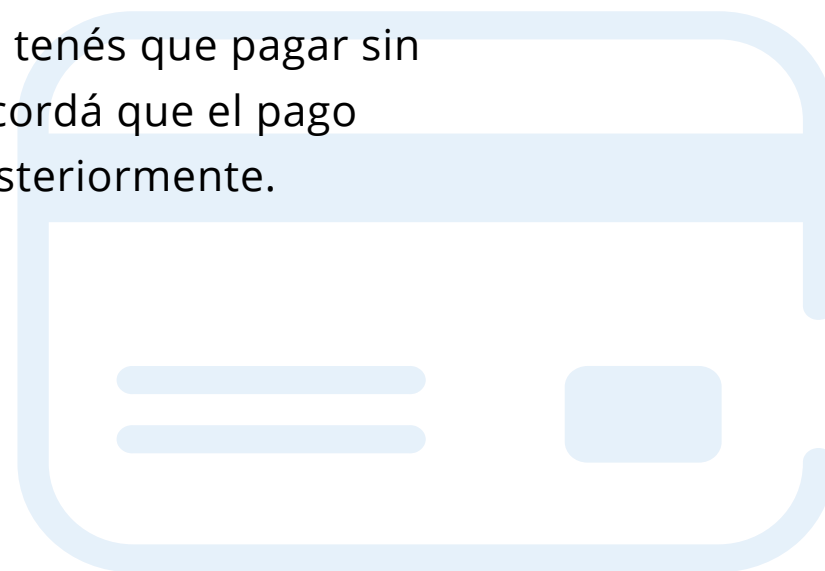 tenés que pagar sin
cordá que el pago
steriormente.